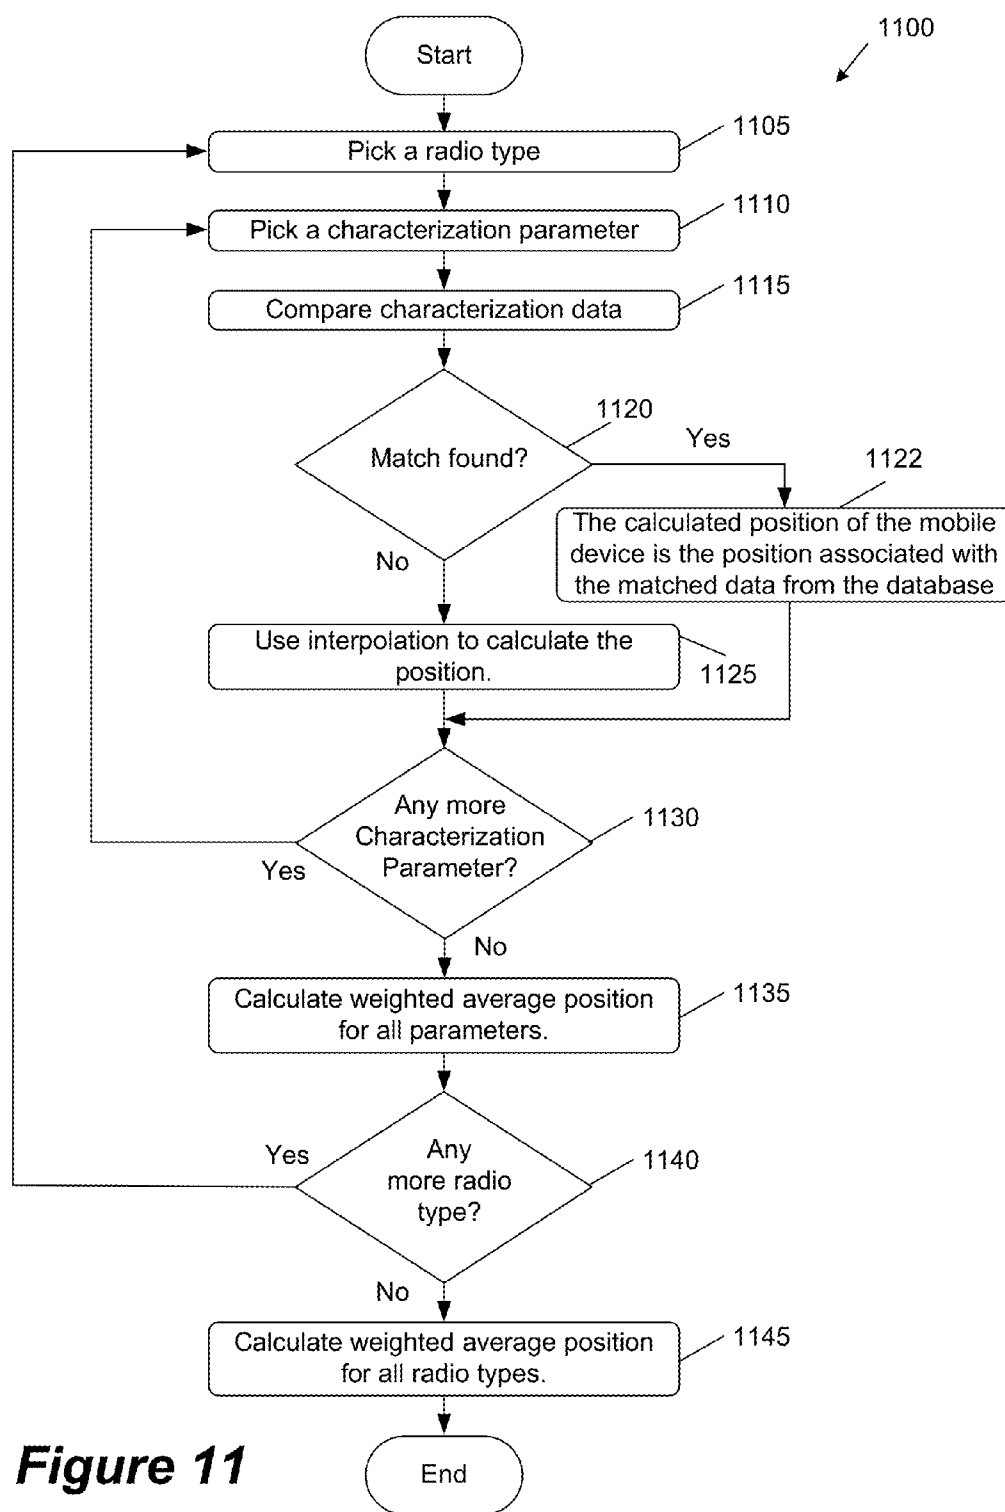 1100
Start
1105
Pick a radio type
1110
Pick a characterization parameter
1115
Compare characterization data
1120
Match found?
Yes
1122
The calculated position of the mobile
device is the position associated with
the matched data from the database
No
Use interpolation to calculate the
position.
1125
Any more
Characterization
Parameter?
1130
Yes
No
Calculate weighted average position
for all parameters.
1135
Yes
Any
more radio
type?
1140
No
Calculate weighted average position
for all radio types.
1145
Figure 11
End